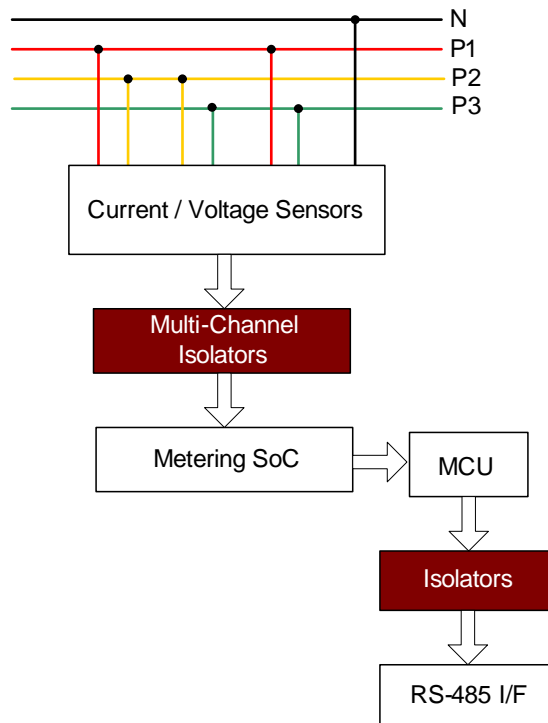 N
P1
P2
P3
Current / Voltage Sensors
Multi-Channel
Isolators
Metering SoC
MCU
Isolators
RS-485 I/F